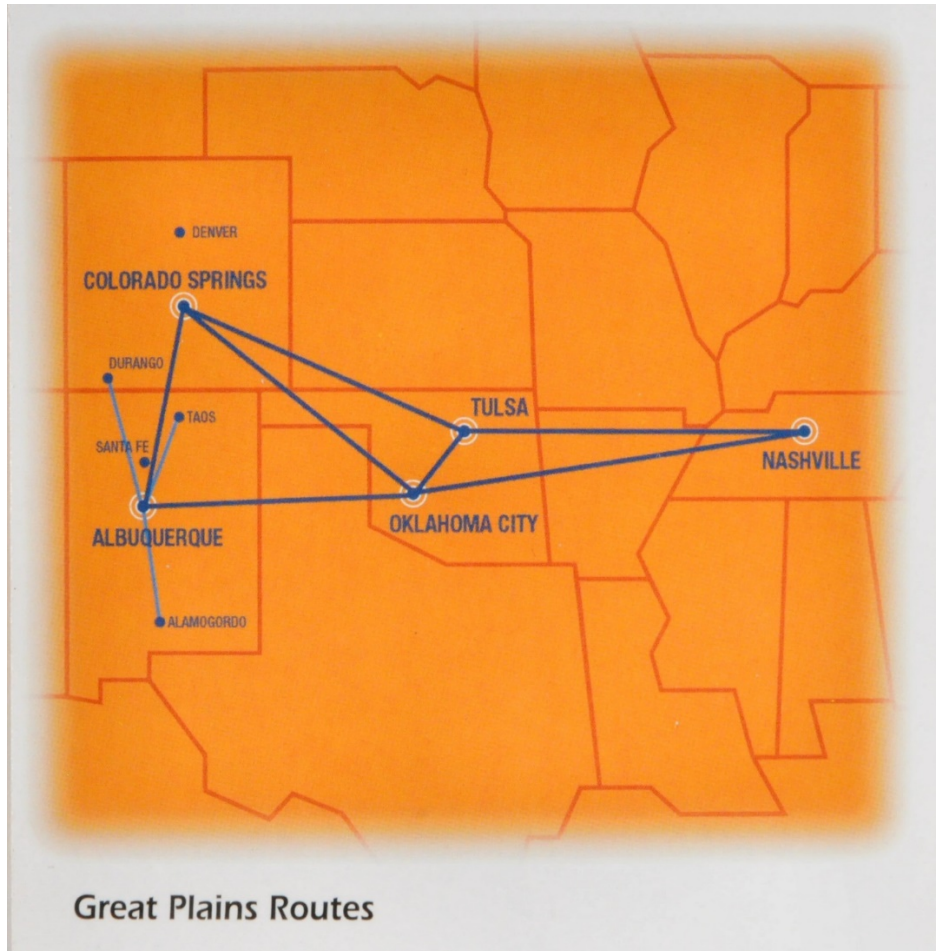 DENVER
COLORADO SPRINGS
DURANGO
TAOS
TULSA
SANTA FE
NASHVILLE
OKLAHOMA CITY
ALBUQUERQUE
ALAMOGORDO
Great Plains Routes